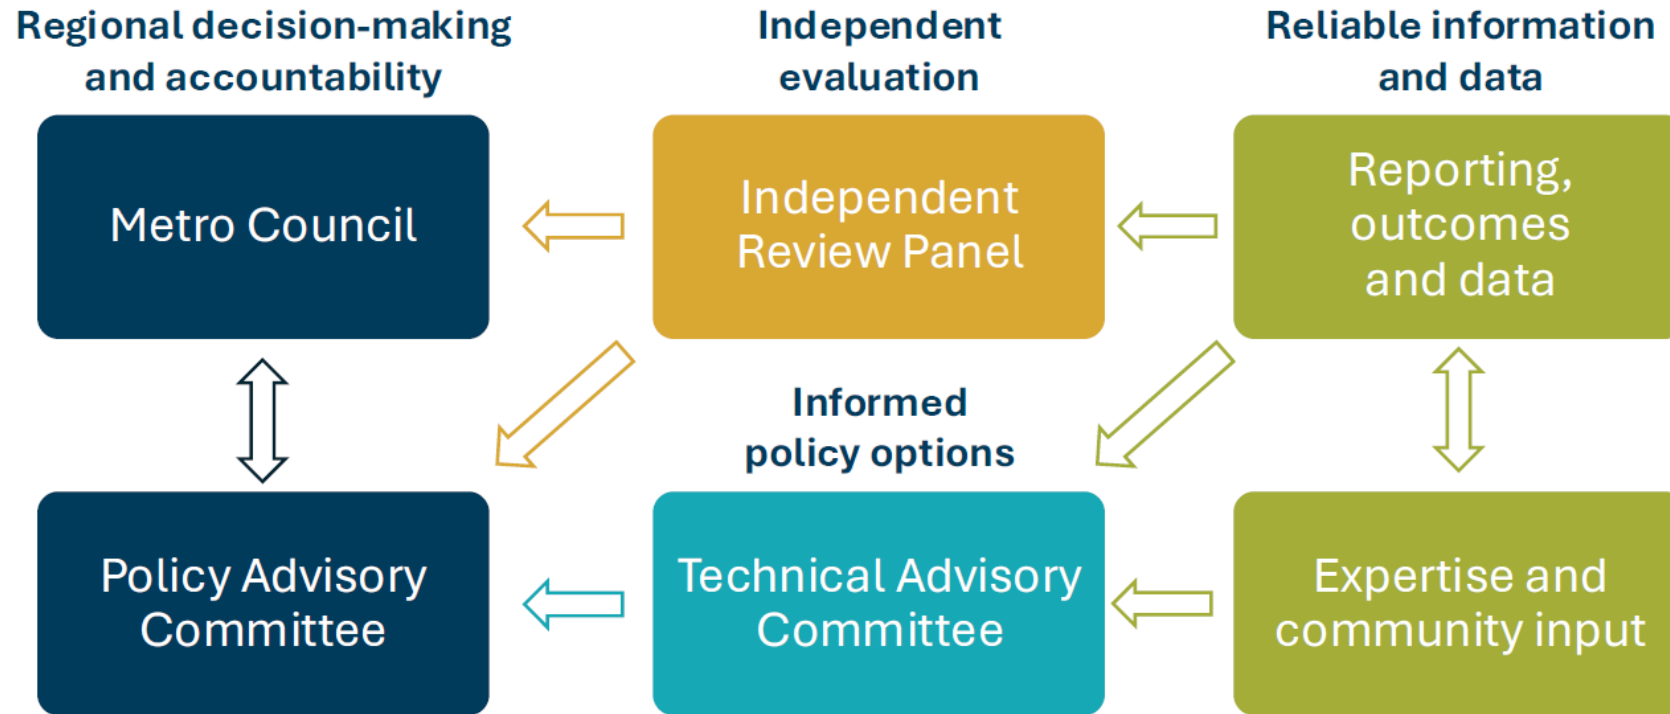 Regional decision-making
and accountability
Independent
evaluation
Reliable information
and data
Metro Council
Independent
Review Panel
Reporting,
outcomes
and data
Informed
policy options
Policy Advisory
Committee
Technical Advisory
Committee
Expertise and
community input